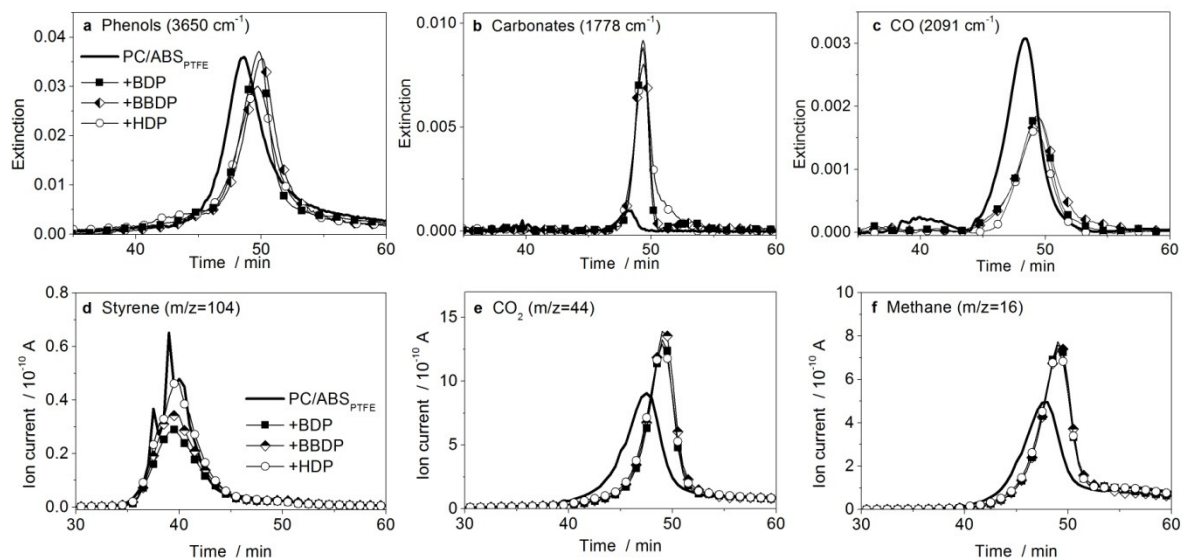 a Phenols (3650 cm⁻¹)
PC/ABS_PTFE
+BDP
+BBDP
+HDP
0.04
0.03
0.02
0.01
0.00
Extinction
40
50
60
Time / min
b Carbonates (1778 cm⁻¹)
0.010
0.005
0.000
Extinction
40
50
60
Time / min
c CO (2091 cm⁻¹)
0.003
0.002
0.001
0.000
Extinction
40
50
60
Time / min
d Styrene (m/z=104)
PC/ABS_PTFE
+BDP
+BBDP
+HDP
0.8
0.6
0.4
0.2
0.0
Ion current / 10⁻¹⁰ A
30
40
50
60
Time / min
e CO₂ (m/z=44)
15
10
5
0
Ion current / 10⁻¹⁰ A
30
40
50
60
Time / min
f Methane (m/z=16)
10
8
6
4
2
0
Ion current / 10⁻¹⁰ A
30
40
50
60
Time / min